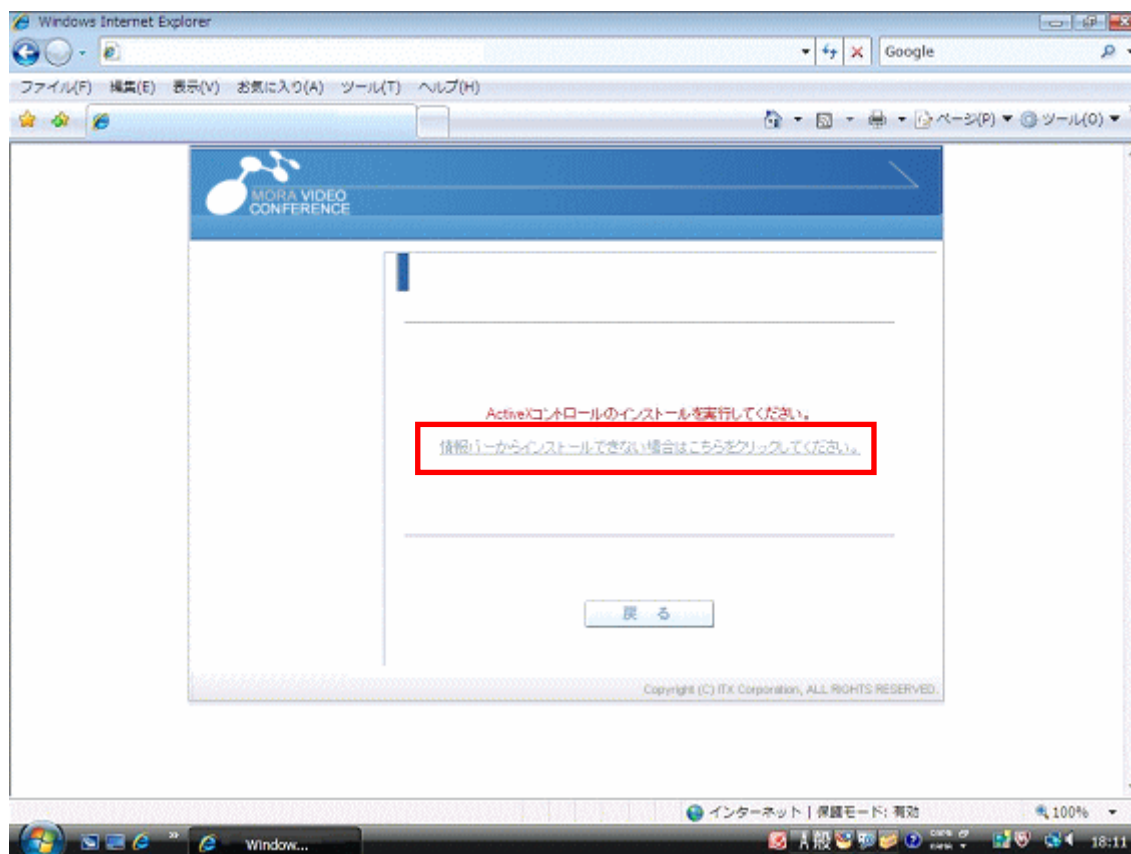 Windows Internet Explorer
Google
ファイル(F) 編集(E) 表示(V) お気に入り(A) ツール(T) ヘルプ(H)
ページ(P) ツール(O)
MORA VIDEO
CONFERENCE
ActiveXコントロールのインストールを実行してください。
情報バーからインストールできない場合はこちらをクリックしてください。
戻 る
Copyright (C) ITX Corporation, ALL RIGHTS RESERVED.
インターネット | 保護モード: 有効 100%
Window... A 般 18:11